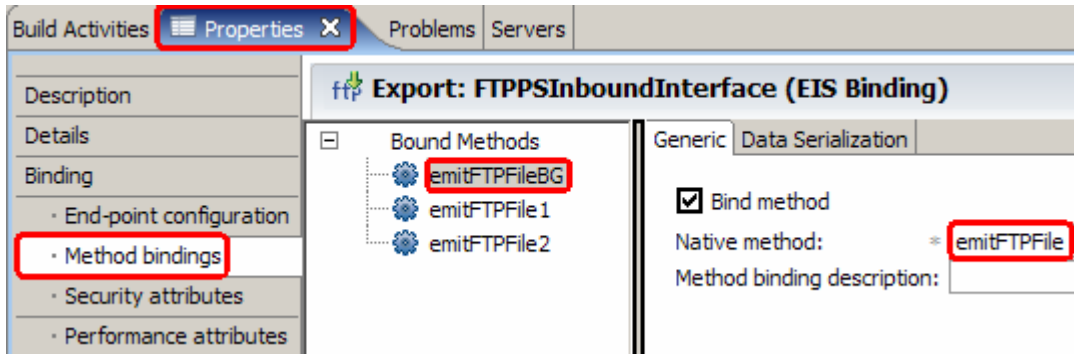 Build Activities Properties Problems Servers
Export: FTPPSInboundInterface (EIS Binding)
Description
Details
Binding
· End-point configuration
· Method bindings
· Security attributes
· Performance attributes
Bound Methods
emitFTPFileBG
emitFTPFile1
emitFTPFile2
Generic Data Serialization
Bind method
Native method: * emitFTPFile
Method binding description: